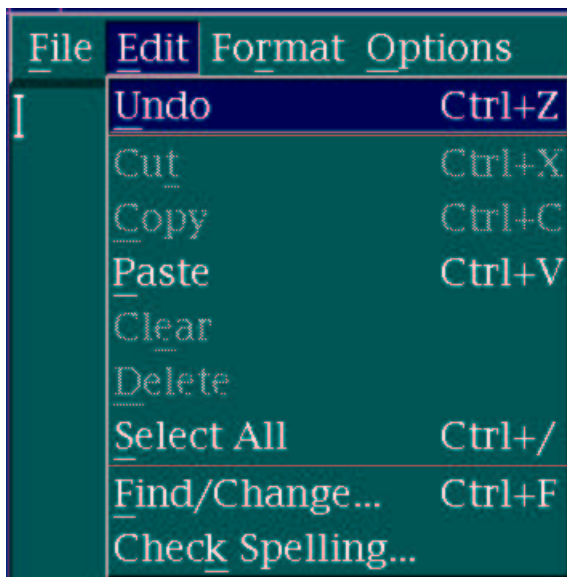 File Edit Format Options
Undo Ctrl+Z
Cut Ctrl+X
Copy Ctrl+C
Paste Ctrl+V
Clear
Delete
Select All Ctrl+/
Find/Change... Ctrl+F
Check Spelling...